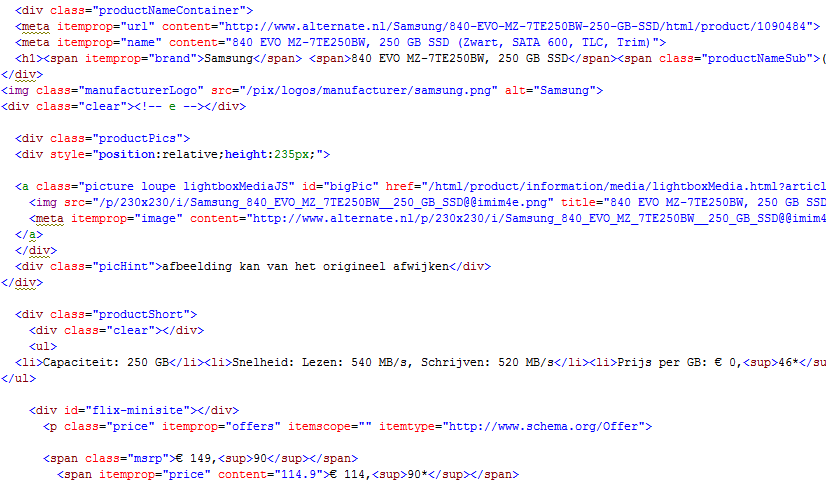 <div class="productNameContainer">
<meta itemprop="url" content="http://www.alternate.nl/Samsung/840-EVO-MZ-7TE250BW-250-GB-SSD/html/product/1090484">
<meta itemprop="name" content="840 EVO MZ-7TE250BW, 250 GB SSD (Zwart, SATA 600, TLC, Trim)">
<h1><span itemprop="brand">Samsung</span> <span>840 EVO MZ-7TE250BW, 250 GB SSD</span><span class="productNameSub">(
</div>
<img class="manufacturerLogo" src="/pix/logos/manufacturer/samsung.png" alt="Samsung">
<div class="clear"><!-- e --></div>
<div class="productPics">
<div style="position:relative;height:235px;">
<a class="picture loupe lightboxMediaJS" id="bigPic" href="/html/product/information/media/lightboxMedia.html?articl
<img src="/p/230x230/i/Samsung_840_EVO_MZ_7TE250BW__250_GB_SSD@@imim4e.png" title="840 EVO MZ-7TE250BW, 250 GB SSD
<meta itemprop="image" content="http://www.alternate.nl/p/230x230/i/Samsung_840_EVO_MZ_7TE250BW__250_GB_SSD@@imim4
</a>
</div>
<div class="picHint">afbeelding kan van het origineel afwijken</div>
</div>
<div class="productShort">
<div class="clear"></div>
<ul>
<li>Capaciteit: 250 GB</li><li>Snelheid: Lezen: 540 MB/s, Schrijven: 520 MB/s</li><li>Prijs per GB: € 0,<sup>46*</su
</ul>
<div id="flix-minisite"></div>
<p class="price" itemprop="offers" itemscope="" itemtype="http://www.schema.org/Offer">
<span class="msrp">€ 149,<sup>90</sup></span>
<span itemprop="price" content="114.9">€ 114,<sup>90*</sup></span>